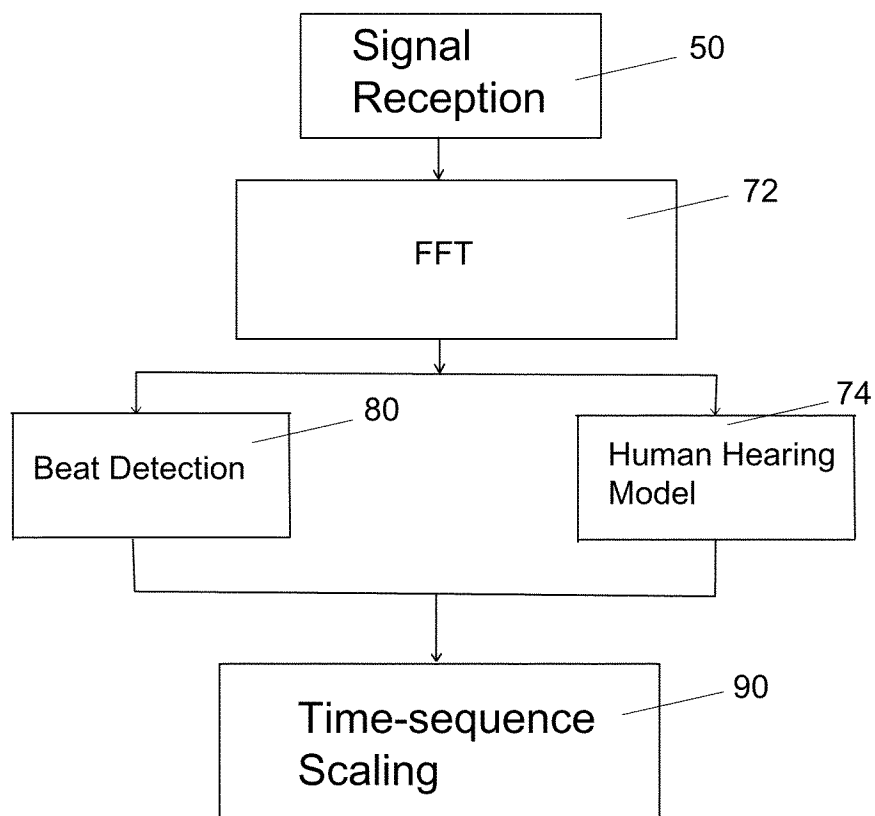 Signal
Reception
50
72
FFT
80
Beat Detection
74
Human Hearing
Model
90
Time-sequence
Scaling